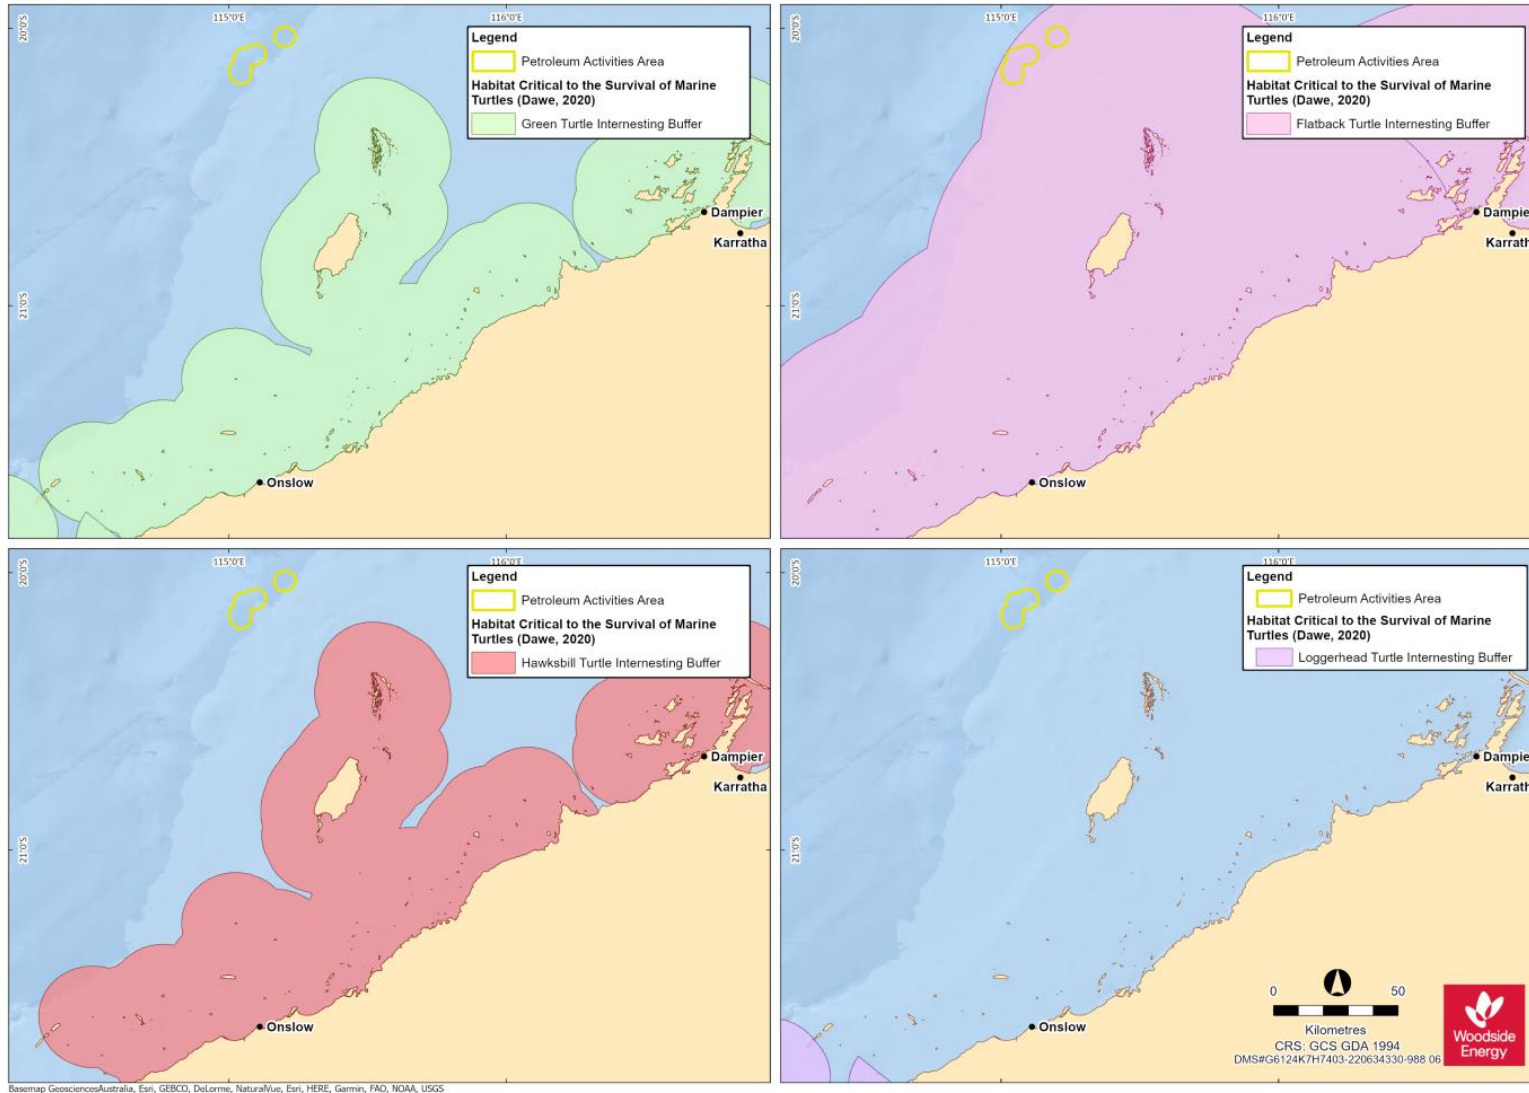 115°0'E
116°0'E
20°0'S
21°0'S
Legend
Petroleum Activities Area
Habitat Critical to the Survival of Marine
Turtles (Dawe, 2020)
Green Turtle Internesting Buffer
Dampier
Karratha
Onslow
115°0'E
116°0'E
20°0'S
21°0'S
Legend
Petroleum Activities Area
Habitat Critical to the Survival of Marine
Turtles (Dawe, 2020)
Flatback Turtle Internesting Buffer
Dampie
Karrath
Onslow
115°0'E
116°0'E
20°0'S
21°0'S
Legend
Petroleum Activities Area
Habitat Critical to the Survival of Marine
Turtles (Dawe, 2020)
Hawksbill Turtle Internesting Buffer
Dampier
Karratha
Onslow
115°0'E
116°0'E
20°0'S
21°0'S
Legend
Petroleum Activities Area
Habitat Critical to the Survival of Marine
Turtles (Dawe, 2020)
Loggerhead Turtle Internesting Buffer
Dampie
Karrath
Onslow
0 50
Kilometres
CRS: GCS GDA 1994
DMS#G6124K7H7403-220634330-988 06
Woodside
Energy
Basemap GeosciencesAustralia, Esri, GEBCO, DeLorme, NaturalVue, Esri, HERE, Garmin, FAO, NOAA, USGS